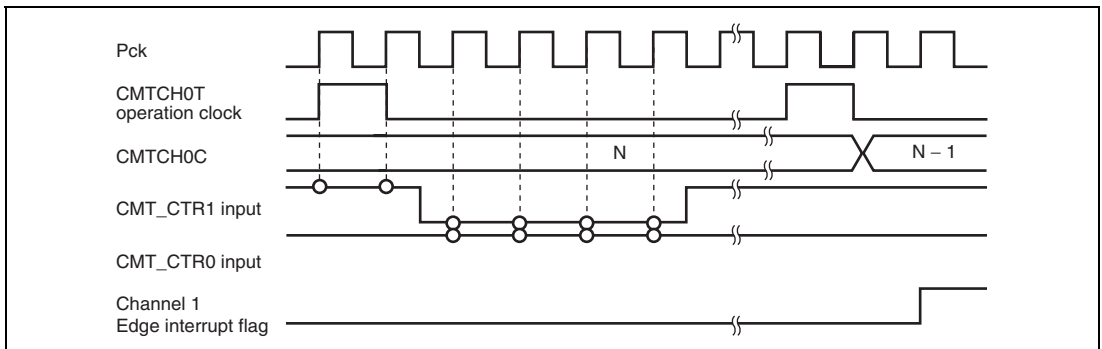 Pck
CMTCH0T
operation clock
CMTCH0C
N
N – 1
CMT_CTR1 input
CMT_CTR0 input
Channel 1
Edge interrupt flag